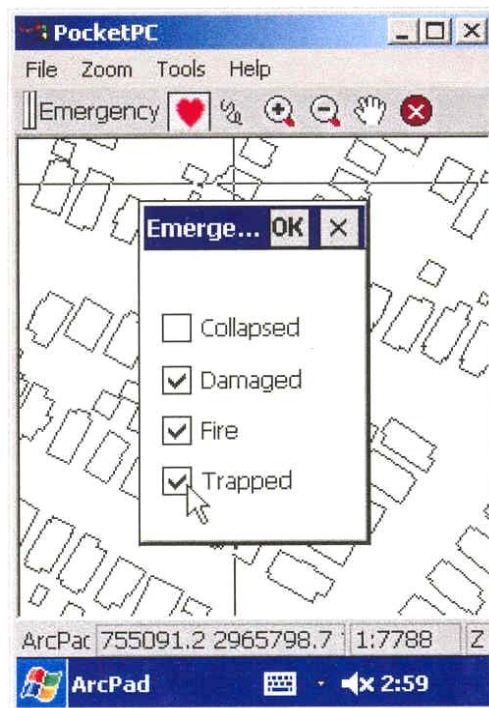 PocketPC
File Zoom Tools Help
Emergency
Emerge... OK
Collapsed
Damaged
Fire
Trapped
ArcPac 755091.2 2965798.7 1:7788 Z
ArcPad 2:59